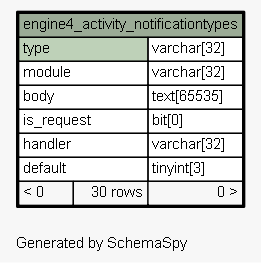 engine4_activity_notificationtypes
type varchar[32]
module varchar[32]
body text[65535]
is_request bit[0]
handler varchar[32]
default tinyint[3]
< 0 30 rows 0 >
Generated by SchemaSpy